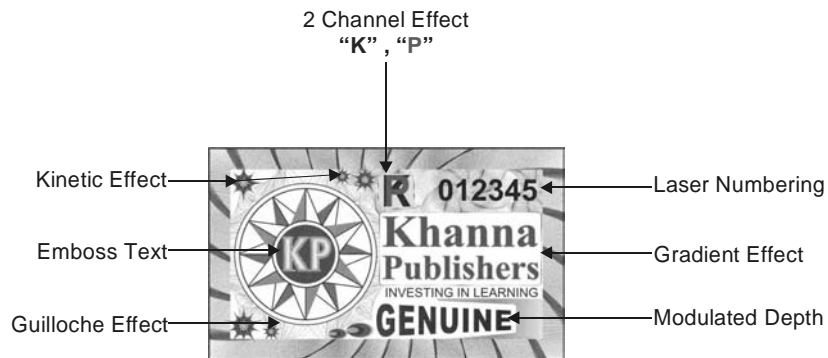 2 Channel Effect
“K” , “P”
Kinetic Effect
012345
Laser Numbering
Emboss Text
KP
Khanna
Publishers
Gradient Effect
INVESTING IN LEARNING
Guilloche Effect
GENUINE
Modulated Depth